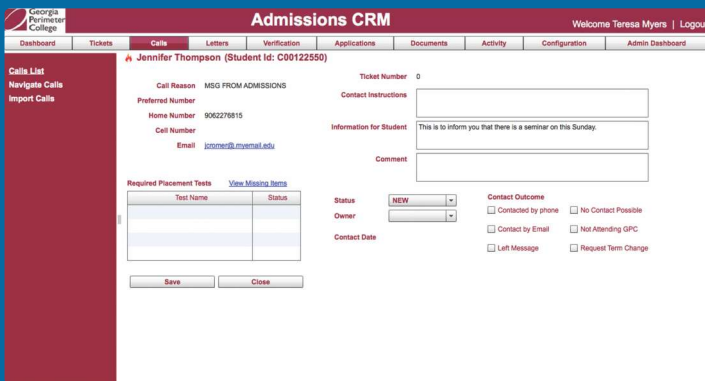 Georgia
Perimeter
College
Admissions CRM
Welcome Teresa Myers | Logou
Dashboard Tickets Calls Letters Verification Applications Documents Activity Configuration Admin Dashboard
Calls List
Navigate Calls
Import Calls
Jennifer Thompson (Student Id: C00122550)
Ticket Number 0
Call Reason MSG FROM ADMISSIONS
Contact Instructions
Preferred Number
Home Number 9062276815
Cell Number
Information for Student This is to inform you that there is a seminar on this Sunday.
Email jcromer@.myemail.edu
Comment
Required Placement Tests View Missing Items
Test Name Status
Status NEW
Owner
Contact Date
Contact Outcome
Contacted by phone No Contact Possible
Contact by Email Not Attending GPC
Left Message Request Term Change
Save Close